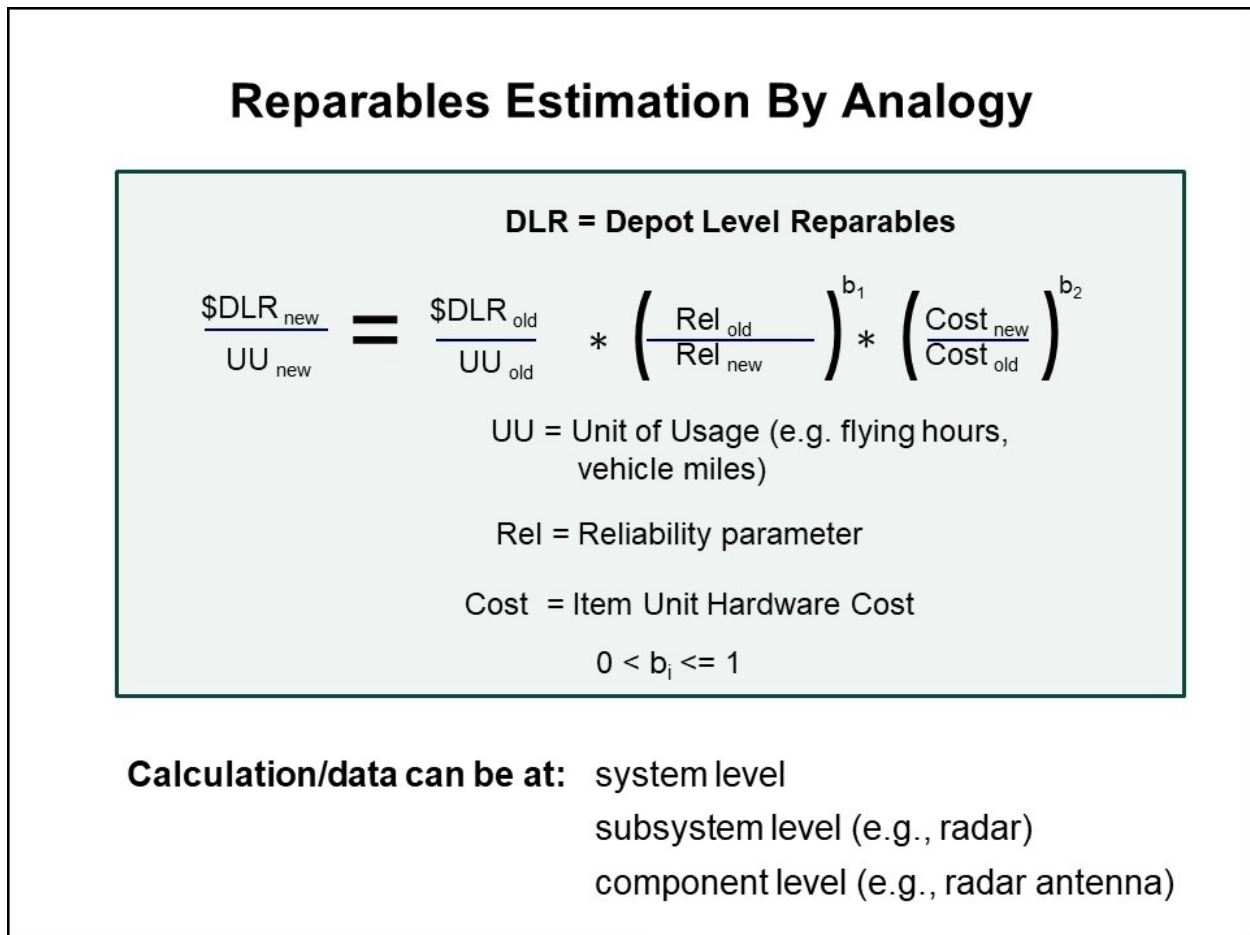 Reparables Estimation By Analogy
DLR = Depot Level Reparables
$DLR new / UU new = $DLR old / UU old * ( Rel old / Rel new ) b1 * ( Cost new / Cost old ) b2
UU = Unit of Usage (e.g. flying hours,
vehicle miles)
Rel = Reliability parameter
Cost = Item Unit Hardware Cost
0 < bi <= 1
Calculation/data can be at: system level
subsystem level (e.g., radar)
component level (e.g., radar antenna)